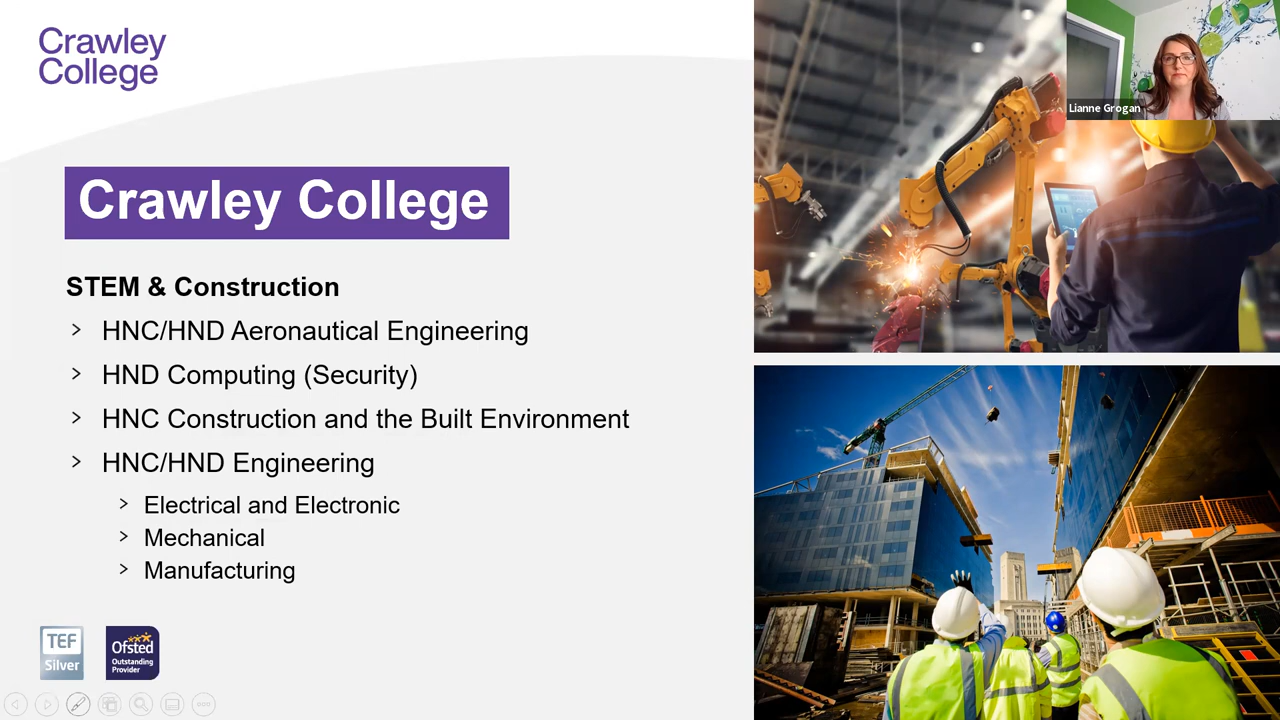 Crawley
College
Lianne Grogan
Crawley College
STEM & Construction
HNC/HND Aeronautical Engineering
HND Computing (Security)
HNC Construction and the Built Environment
HNC/HND Engineering
Electrical and Electronic
Mechanical
Manufacturing
TEF
Silver
Ofsted
Outstanding
Provider